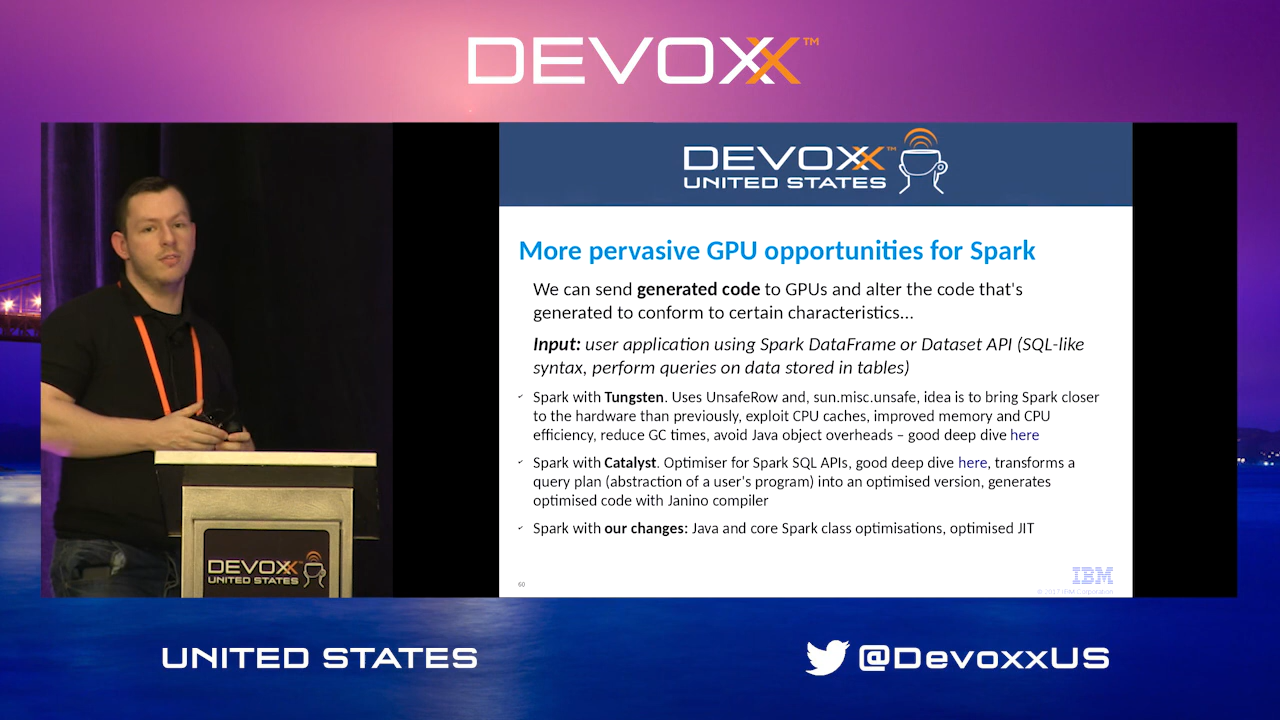 DEVOXX™
DEVOXX™
UNITED STATES
More pervasive GPU opportunities for Spark
We can send generated code to GPUs and alter the code that's
generated to conform to certain characteristics...
Input: user application using Spark DataFrame or Dataset API (SQL-like
syntax, perform queries on data stored in tables)
Spark with Tungsten. Uses UnsafeRow and, sun.misc.unsafe, idea is to bring Spark closer
to the hardware than previously, exploit CPU caches, improved memory and CPU
efficiency, reduce GC times, avoid Java object overheads – good deep dive here
Spark with Catalyst. Optimiser for Spark SQL APIs, good deep dive here, transforms a
query plan (abstraction of a user's program) into an optimised version, generates
optimised code with Janino compiler
Spark with our changes: Java and core Spark class optimisations, optimised JIT
60
IBM
© 2017 IBM Corporation
DEVOXX
UNITED STATES
UNITED STATES
@DevoxxUS